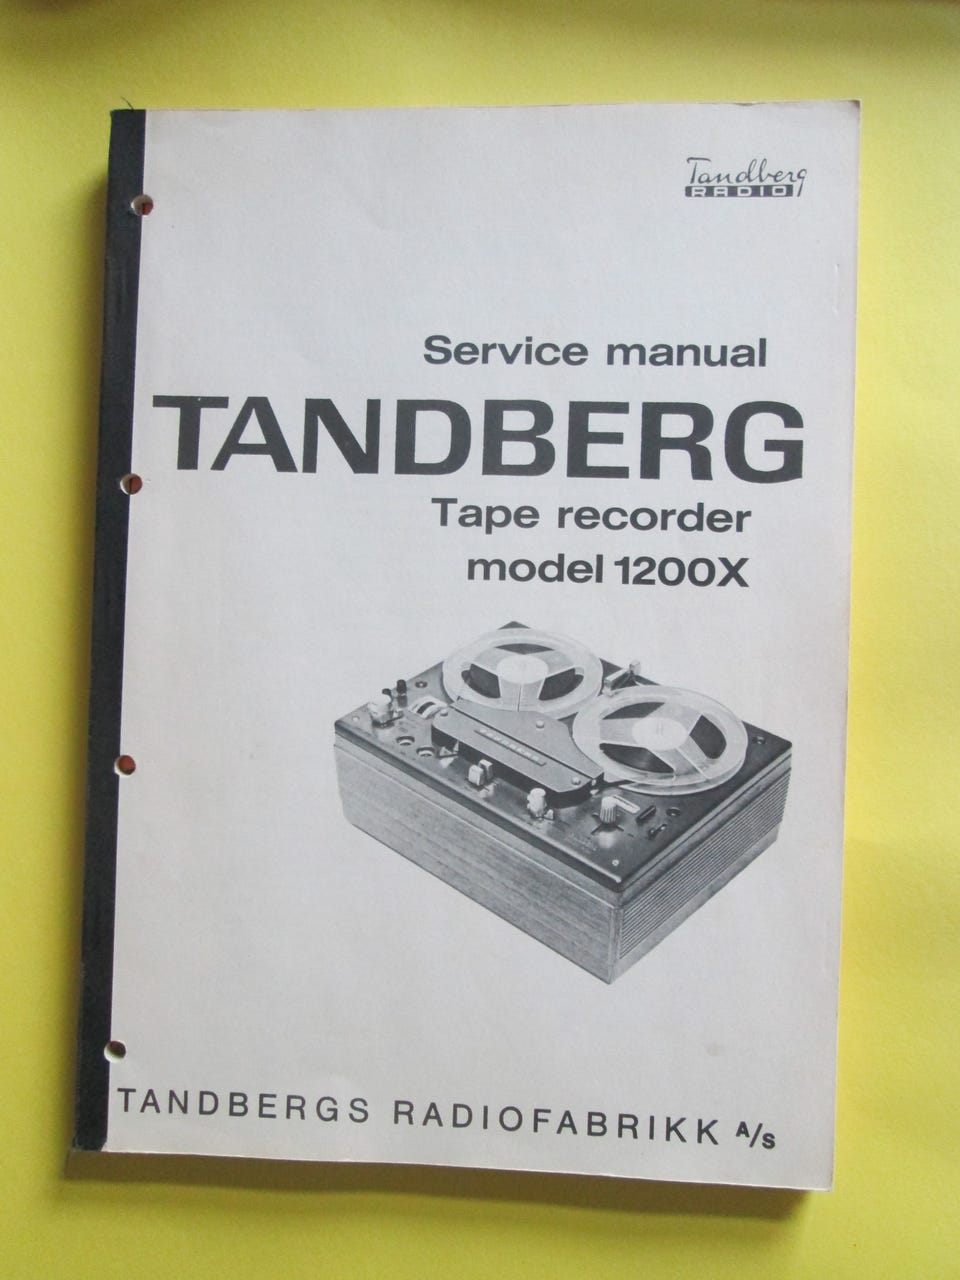 Tandberg
RADIO
Service manual
TANDBERG
Tape recorder
model 1200X
TANDBERGS RADIOFABRIKK A/S